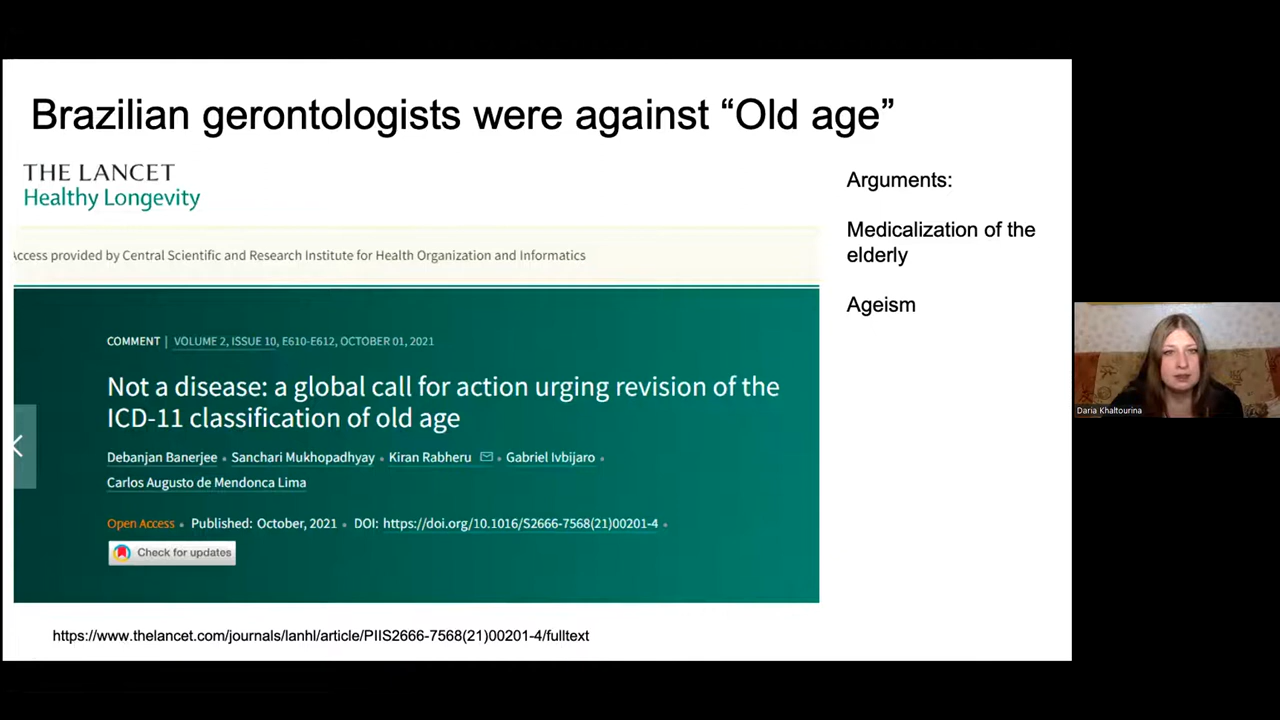 Brazilian gerontologists were against “Old age”
THE LANCET
Healthy Longevity
Access provided by Central Scientific and Research Institute for Health Organization and Informatics
COMMENT | VOLUME 2, ISSUE 10, E610-E612, OCTOBER 01, 2021
Not a disease: a global call for action urging revision of the
ICD-11 classification of old age
Debanjan Banerjee • Sanchari Mukhopadhyay • Kiran Rabheru • Gabriel Ivbijaro •
Carlos Augusto de Mendonca Lima
Open Access • Published: October, 2021 • DOI: https://doi.org/10.1016/S2666-7568(21)00201-4 •
Check for updates
https://www.thelancet.com/journals/lanhl/article/PIIS2666-7568(21)00201-4/fulltext
Arguments:
Medicalization of the
elderly
Ageism
Daria Khaltourina